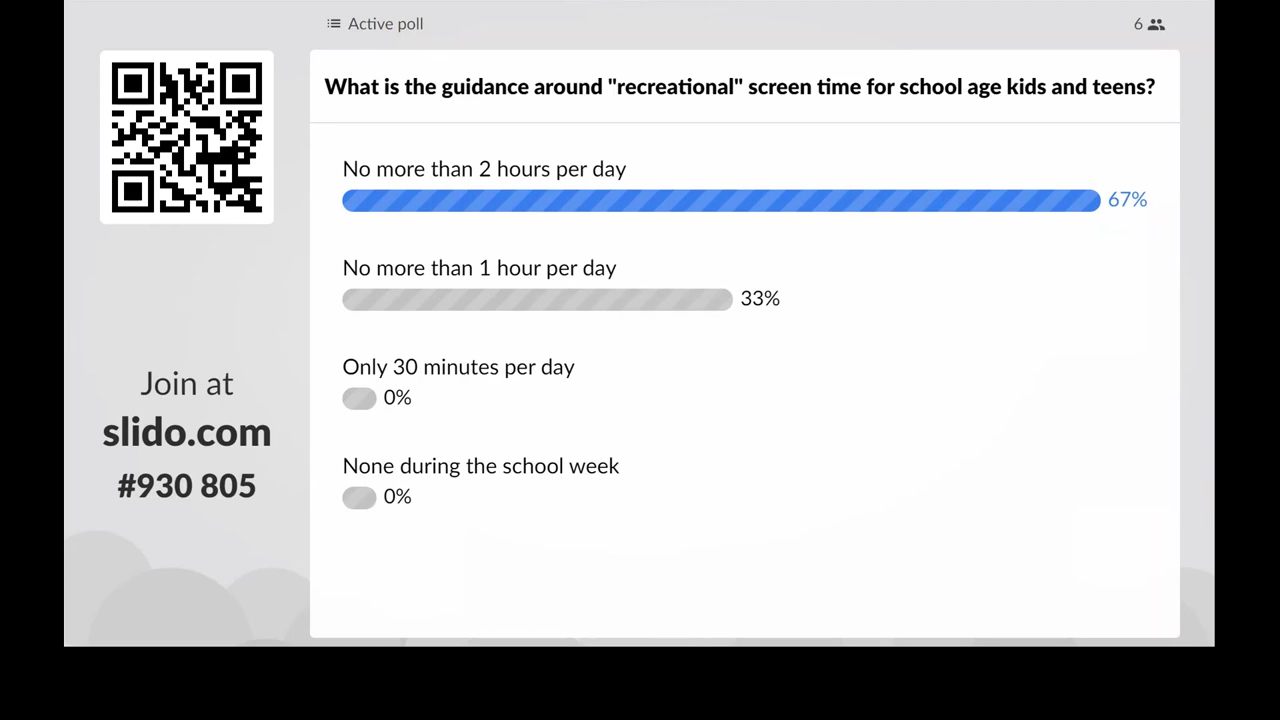 Active poll
6
What is the guidance around "recreational" screen time for school age kids and teens?
No more than 2 hours per day
67%
No more than 1 hour per day
33%
Only 30 minutes per day
0%
None during the school week
0%
Join at
slido.com
#930 805